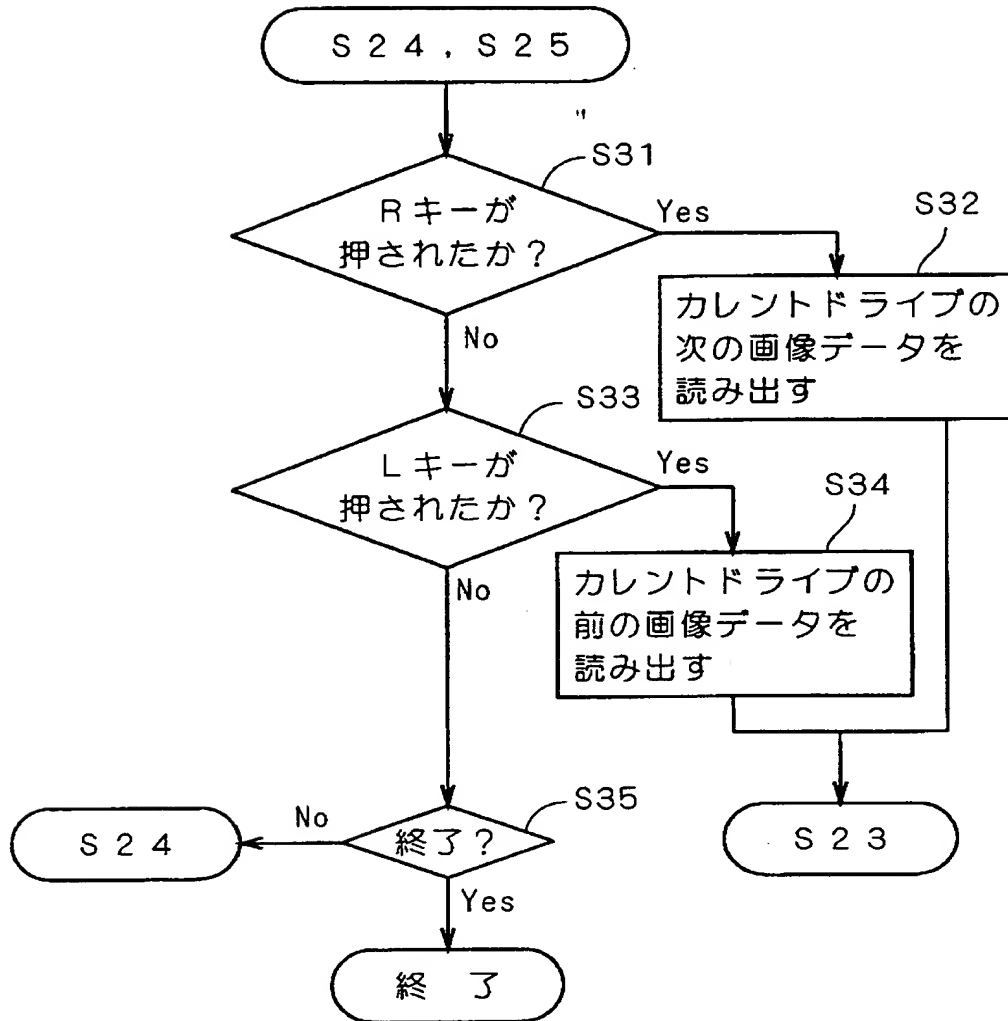 S24,S25
S31
Rキーが
押されたか?
Yes
No
S32
カレントドライブの
次の画像データを
読み出す
S33
Lキーが
押されたか?
Yes
No
S34
カレントドライブの
前の画像データを
読み出す
S35
終了?
No
S24
Yes
S23
終 了